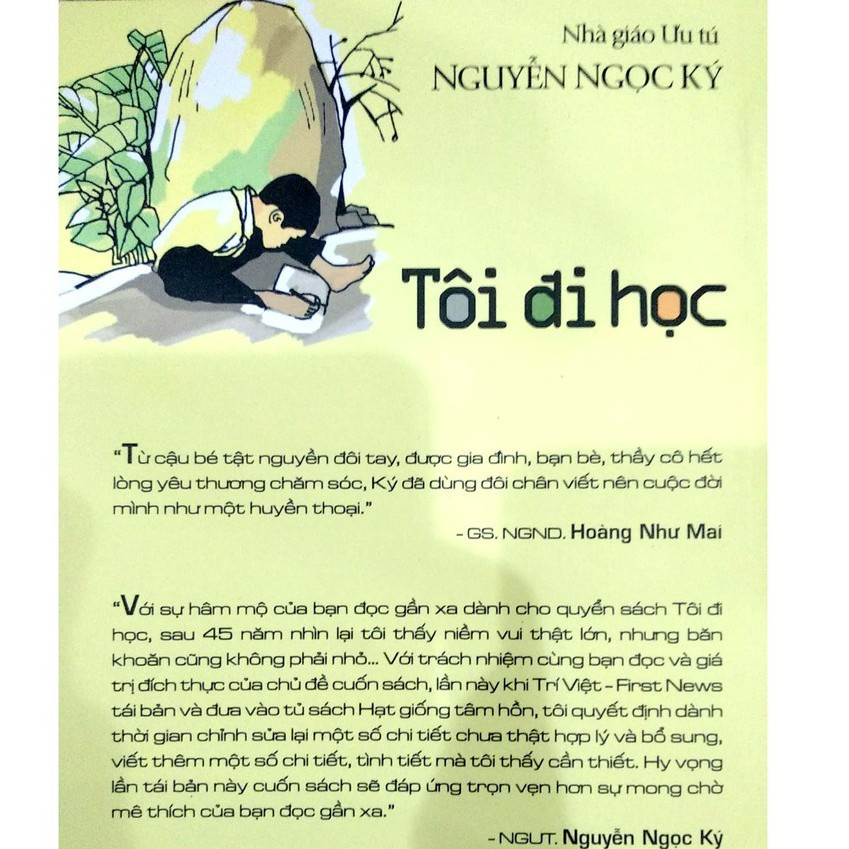 Nhà giáo Ưu tú
NGUYỄN NGỌC KÝ
Tôi đi học
“Từ cậu bé tật nguyền đôi tay, được gia đình, bạn bè, thầy cô hết
lòng yêu thương chăm sóc, Ký đã dùng đôi chân viết nên cuộc đời
mình như một huyền thoại.”
- GS. NGND. Hoàng Như Mai
“Với sự hâm mộ của bạn đọc gần xa dành cho quyển sách Tôi đi
học, sau 45 năm nhìn lại tôi thấy niềm vui thật lớn, nhưng băn
khoăn cũng không phải nhỏ... Với trách nhiệm cùng bạn đọc và giá
trị đích thực của chủ đề cuốn sách, lần này khi Trí Việt - First News
tái bản và đưa vào tủ sách Hạt giống tâm hồn, tôi quyết định dành
thời gian chỉnh sửa lại một số chi tiết chưa thật hợp lý và bổ sung,
viết thêm một số chi tiết, tình tiết mà tôi thấy cần thiết. Hy vọng
lần tái bản này cuốn sách sẽ đáp ứng trọn vẹn hơn sự mong chờ
mê thích của bạn đọc gần xa.”
- NGUT. Nguyễn Ngọc Ký